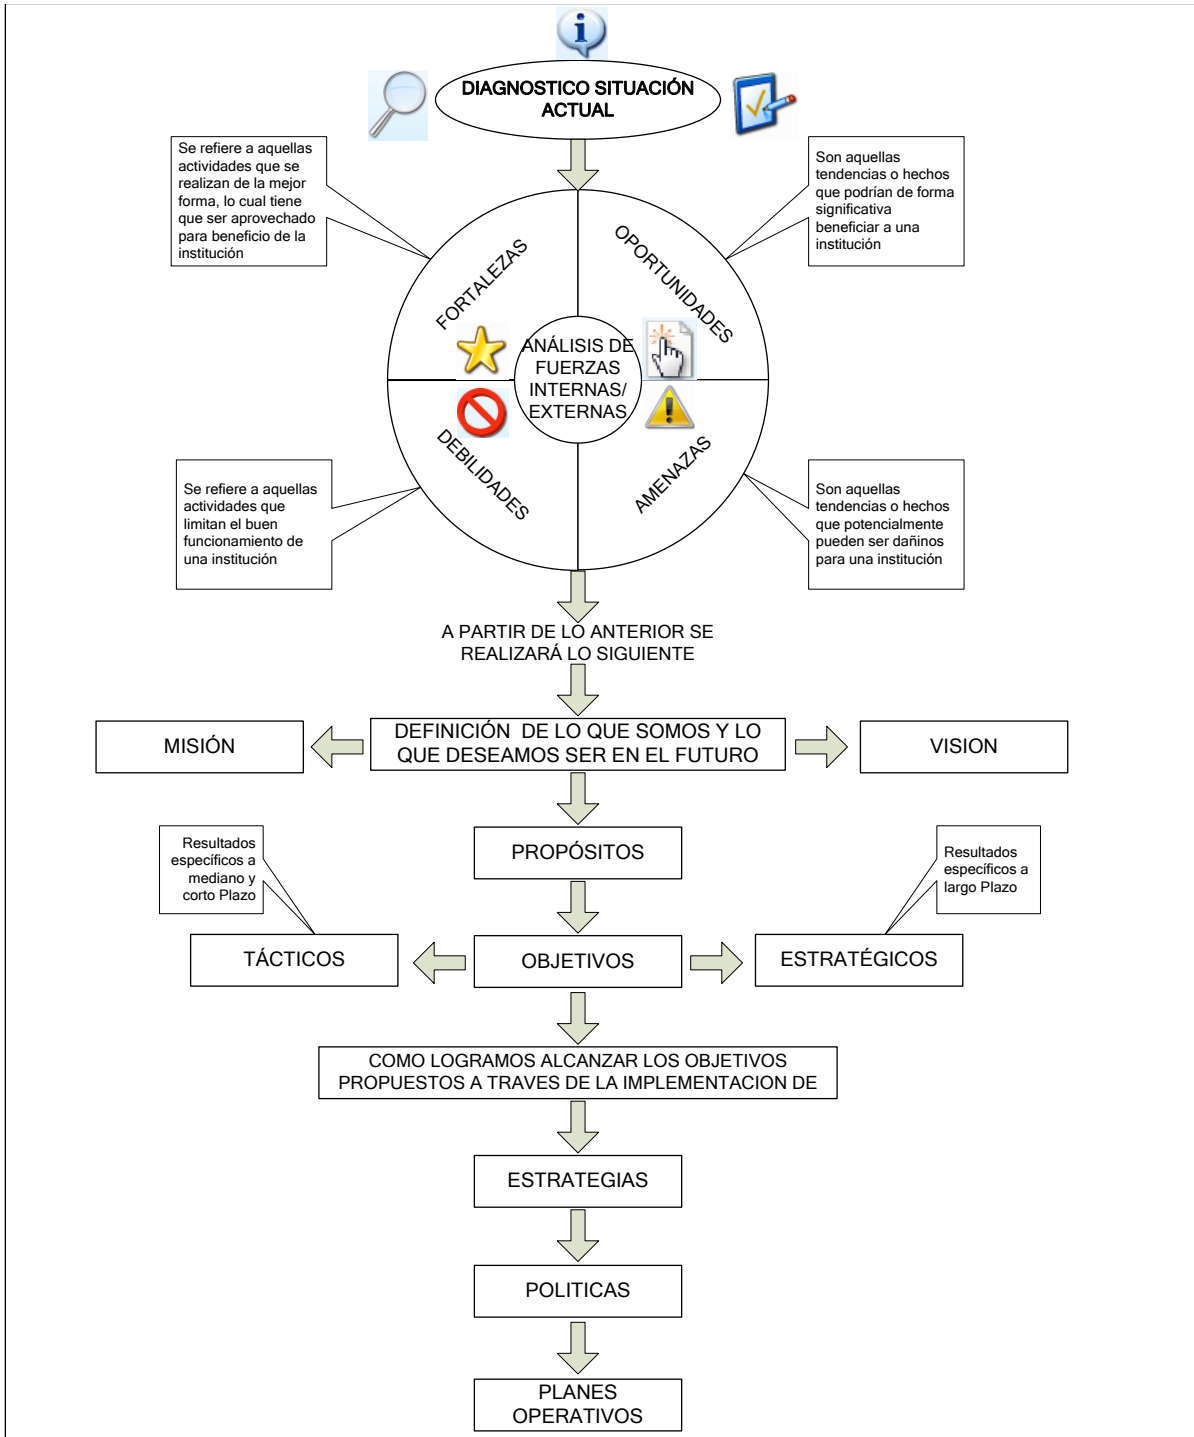 DIAGNOSTICO SITUACIÓN
ACTUAL
Se refiere a aquellas
actividades que se
realizan de la mejor
forma, lo cual tiene
que ser aprovechado
para beneficio de la
institución
Son aquellas
tendencias o hechos
que podrían de forma
significativa
beneficiar a una
institución
FORTALEZAS
OPORTUNIDADES
ANÁLISIS DE
FUERZAS
INTERNAS/
EXTERNAS
DEBILIDADES
AMENAZAS
Se refiere a aquellas
actividades que
limitan el buen
funcionamiento de
una institución
Son aquellas
tendencias o hechos
que potencialmente
pueden ser dañinos
para una institución
A PARTIR DE LO ANTERIOR SE
REALIZARÁ LO SIGUIENTE
MISIÓN
DEFINICIÓN  DE LO QUE SOMOS Y LO
QUE DESEAMOS SER EN EL FUTURO
VISION
PROPÓSITOS
Resultados
específicos a
mediano y
corto Plazo
Resultados
específicos a
largo Plazo
TÁCTICOS
OBJETIVOS
ESTRATÉGICOS
COMO LOGRAMOS ALCANZAR LOS OBJETIVOS
PROPUESTOS A TRAVES DE LA IMPLEMENTACION DE
ESTRATEGIAS
POLITICAS
PLANES
OPERATIVOS